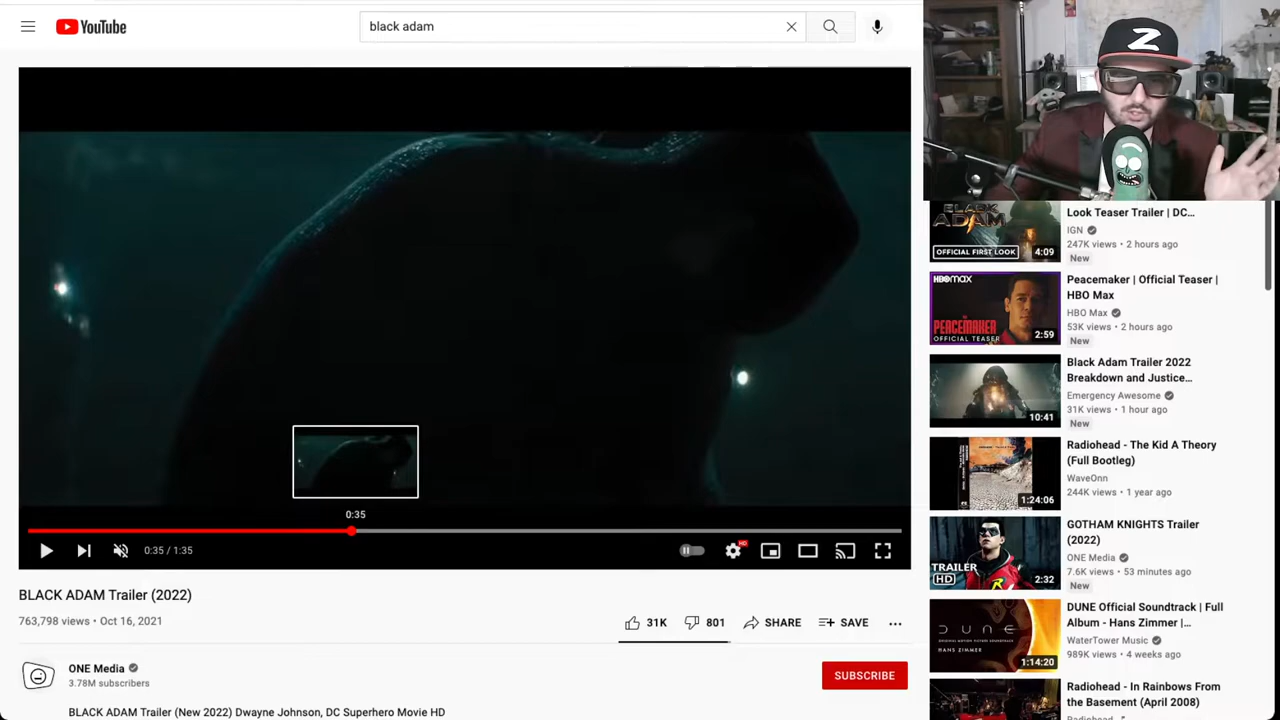 YouTube
black adam
Z
0:35
0:35 / 1:35
HD
BLACK ADAM Trailer (2022)
763,798 views • Oct 16, 2021
31K
801
SHARE
SAVE
ONE Media
3.78M subscribers
SUBSCRIBE
BLACK ADAM Trailer (New 2022) Dwayne Johnson, DC Superhero Movie HD
BLACK ADAM
OFFICIAL FIRST LOOK
4:09
Look Teaser Trailer | DC...
IGN
247K views • 2 hours ago
New
HBOMAX
PEACEMAKER
OFFICIAL TEASER
2:59
Peacemaker | Official Teaser |
HBO Max
HBO Max
53K views • 2 hours ago
New
10:41
Black Adam Trailer 2022
Breakdown and Justice...
Emergency Awesome
31K views • 1 hour ago
New
1:24:06
Radiohead - The Kid A Theory
(Full Bootleg)
WaveOnn
244K views • 1 year ago
TRAILER
HD
2:32
GOTHAM KNIGHTS Trailer
(2022)
ONE Media
7.6K views • 53 minutes ago
New
DUNE
HANS ZIMMER
1:14:20
DUNE Official Soundtrack | Full
Album - Hans Zimmer |...
WaterTower Music
989K views • 4 weeks ago
Radiohead - In Rainbows From
the Basement (April 2008)
Radiohead